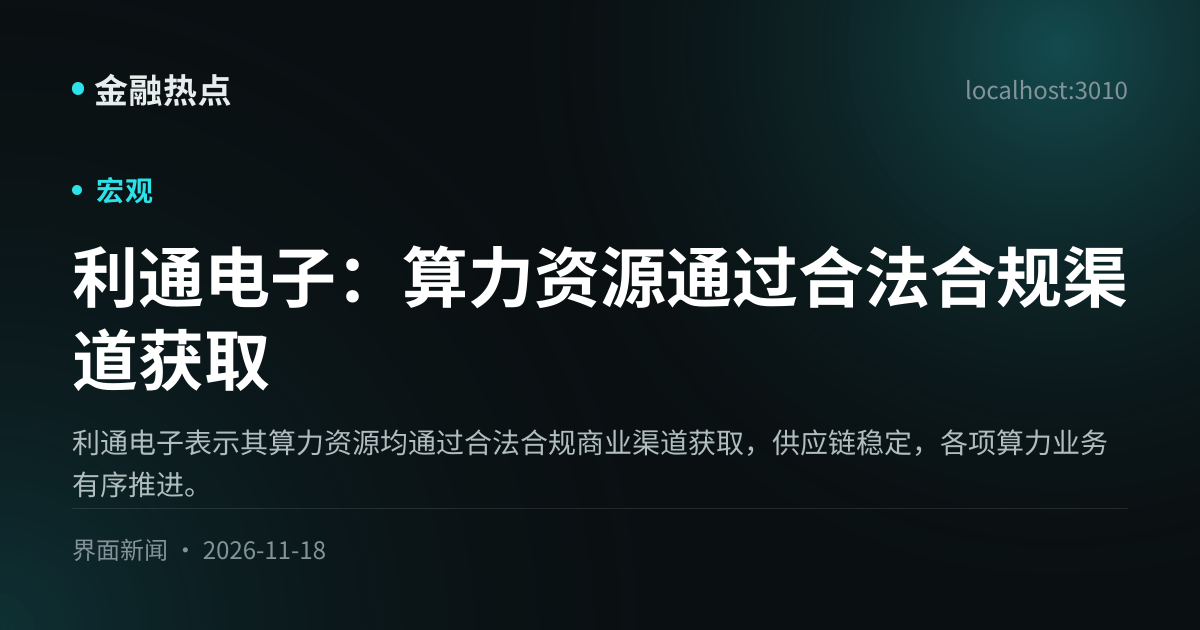 金融热点
localhost:3010
宏观
利通电子：算力资源通过合法合规渠
道获取
利通电子表示其算力资源均通过合法合规商业渠道获取，供应链稳定，各项算力业务
有序推进。
界面新闻 · 2026-11-18